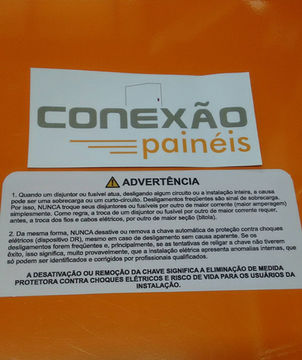 CONEXÃO
painéis
ADVERTÊNCIA
1. Quando um disjuntor ou fusível atua, desligando algum circuito ou a instalação inteira, a causa
pode ser uma sobrecarga ou um curto-circuito. Desligamentos freqüentes são sinal de sobrecarga.
Por isso, NUNCA troque seus disjuntores ou fusíveis por outro de maior corrente (maior amperagem)
simplesmente. Como regra, a troca de um disjuntor ou fusível por outro de maior corrente requer,
antes, a troca dos fios e cabos elétricos, por outro de maior seção (bitola).
2. Da mesma forma, NUNCA desative ou remova a chave automática de proteção contra choques
elétricos (dispositivo DR), mesmo em caso de desligamento sem causa aparente. Se os
desligamentos forem freqüentes e, principalmente, se as tentativas de religar a chave não tiverem
êxito, isso significa, muito provavelmente, que a instalação elétrica apresenta anomalias internas, que
só podem ser identificados e corrigidos por profissionais qualificados.
A DESATIVAÇÃO OU REMOÇÃO DA CHAVE SIGNIFICA A ELIMINAÇÃO DE MEDIDA
PROTETORA CONTRA CHOQUES ELÉTRICOS E RISCO DE VIDA PARA OS USUÁRIOS DA
INSTALAÇÃO.